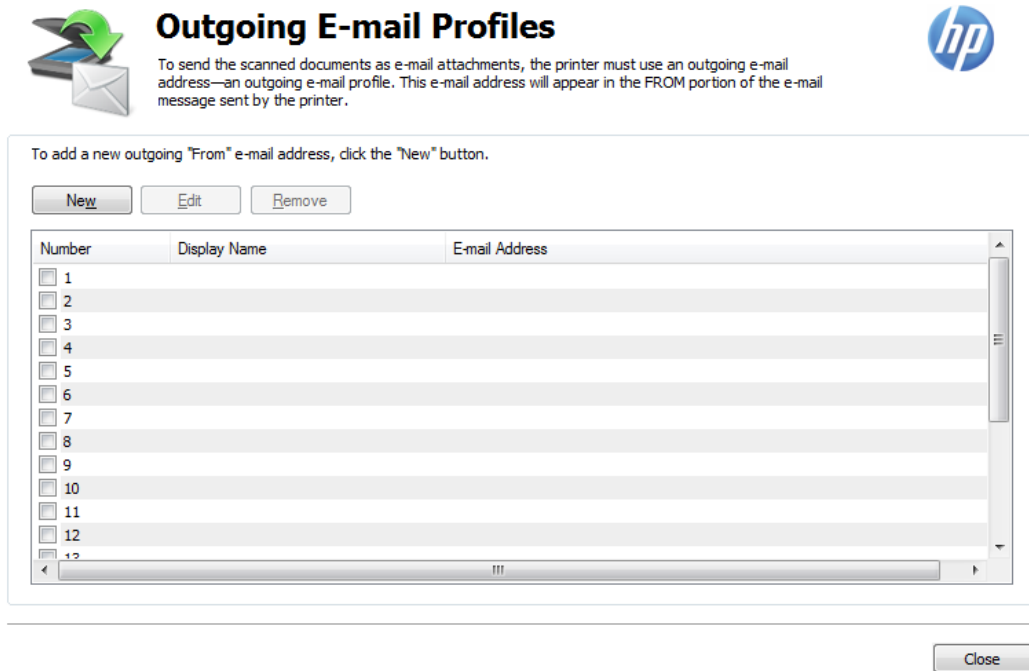 Outgoing E-mail Profiles
hp
To send the scanned documents as e-mail attachments, the printer must use an outgoing e-mail
address—an outgoing e-mail profile. This e-mail address will appear in the FROM portion of the e-mail
message sent by the printer.
To add a new outgoing "From" e-mail address, click the "New" button.
New Edit Remove
Number Display Name E-mail Address
1
2
3
4
5
6
7
8
9
10
11
12
13
Close